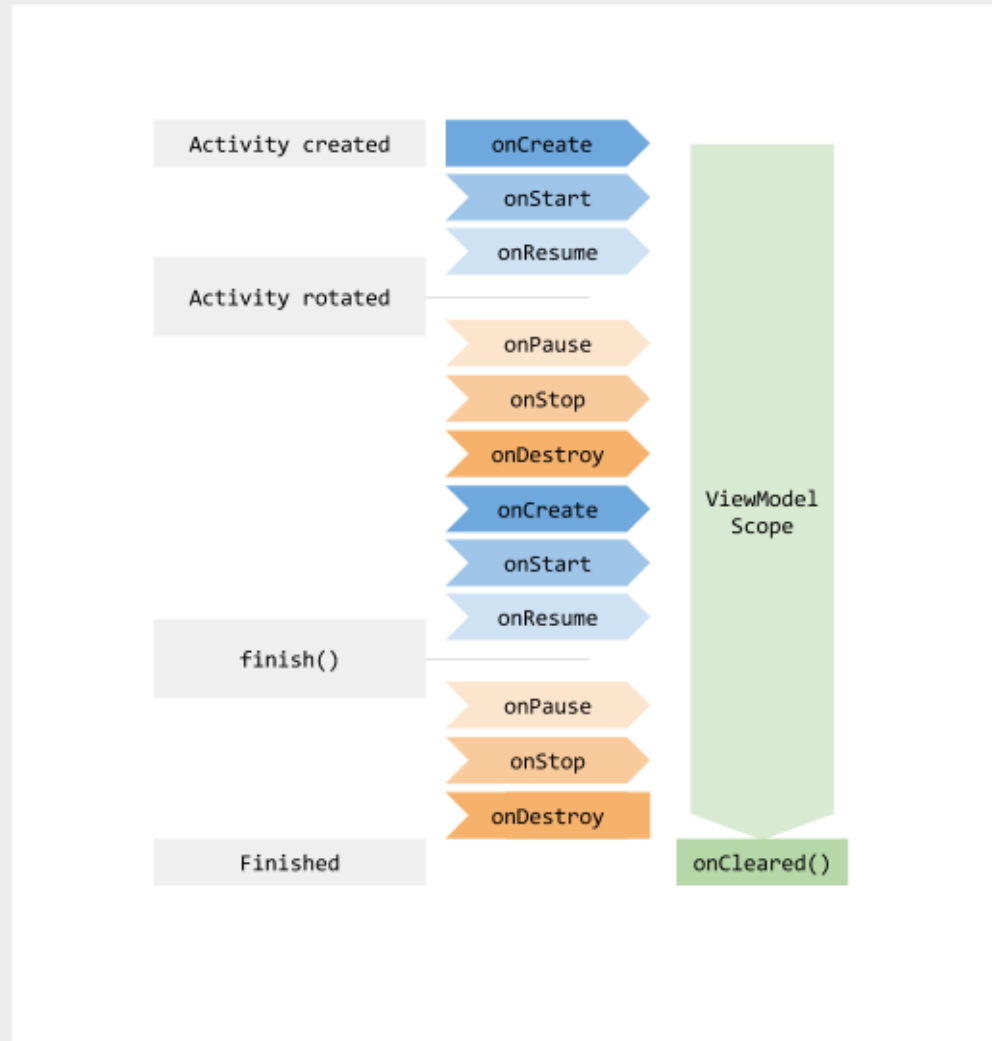 Activity created
onCreate
onStart
onResume
Activity rotated
onPause
onStop
onDestroy
onCreate
ViewModel
Scope
onStart
onResume
finish()
onPause
onStop
onDestroy
Finished
onCleared()